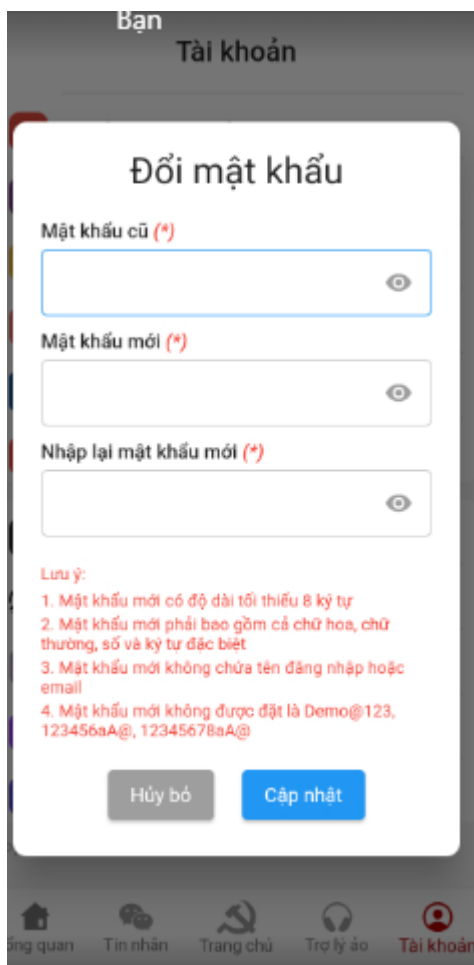 Bạn
Tài khoản
Đổi mật khẩu
Mật khẩu cũ (*)
Mật khẩu mới (*)
Nhập lại mật khẩu mới (*)
Lưu ý:
1. Mật khẩu mới có độ dài tối thiểu 8 ký tự
2. Mật khẩu mới phải bao gồm cả chữ hoa, chữ
thường, số và ký tự đặc biệt
3. Mật khẩu mới không chứa tên đăng nhập hoặc
email
4. Mật khẩu mới không được đặt là Demo@123,
123456aA@, 12345678aA@
Hủy bỏ Cập nhật
ổng quan Tin nhắn Trang chủ Trợ lý ảo Tài khoản